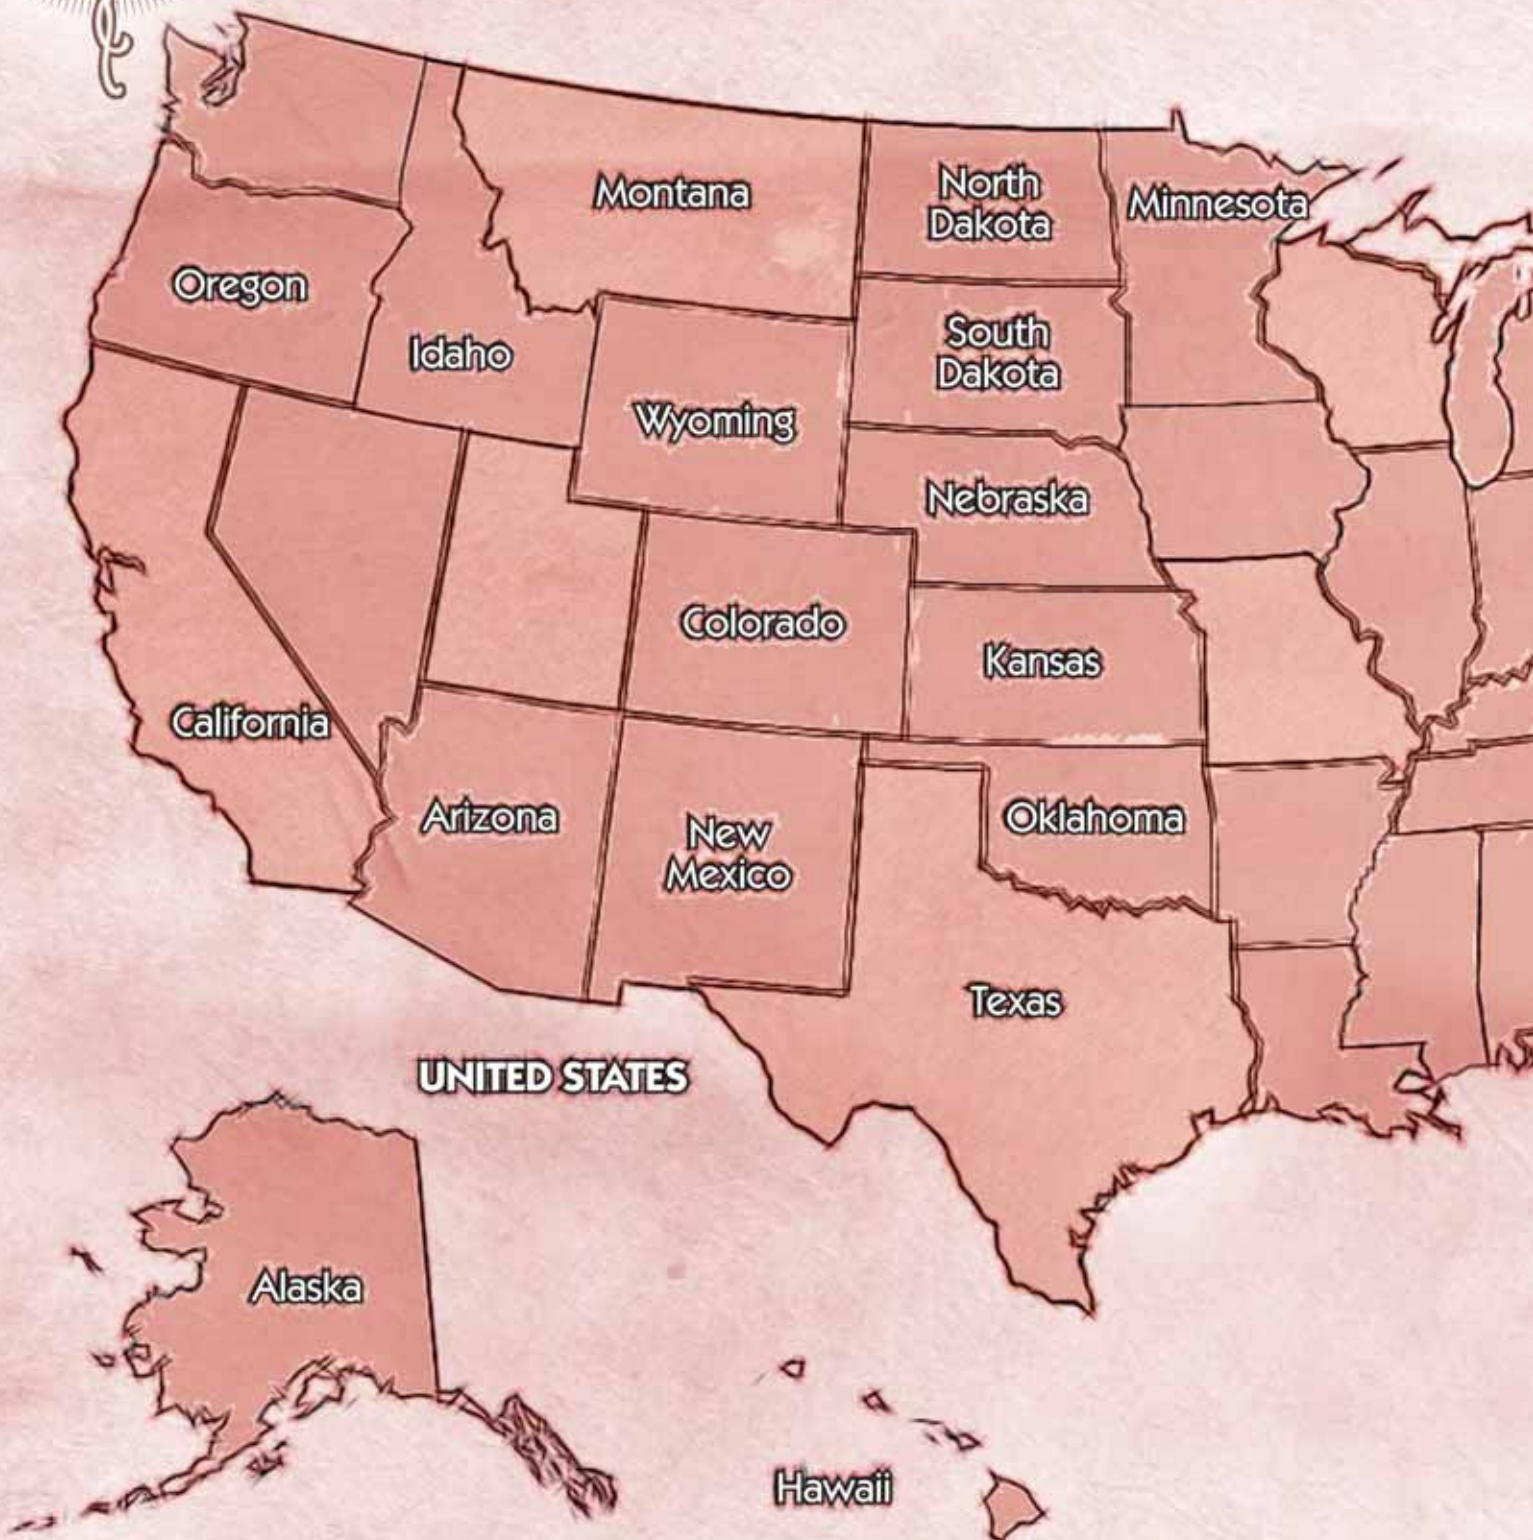 Montana
North
Dakota
Minnesota
Oregon
Idaho
South
Dakota
Wyoming
Nebraska
Colorado
Kansas
California
Arizona
New
Mexico
Oklahoma
Texas
UNITED STATES
Alaska
Hawaii